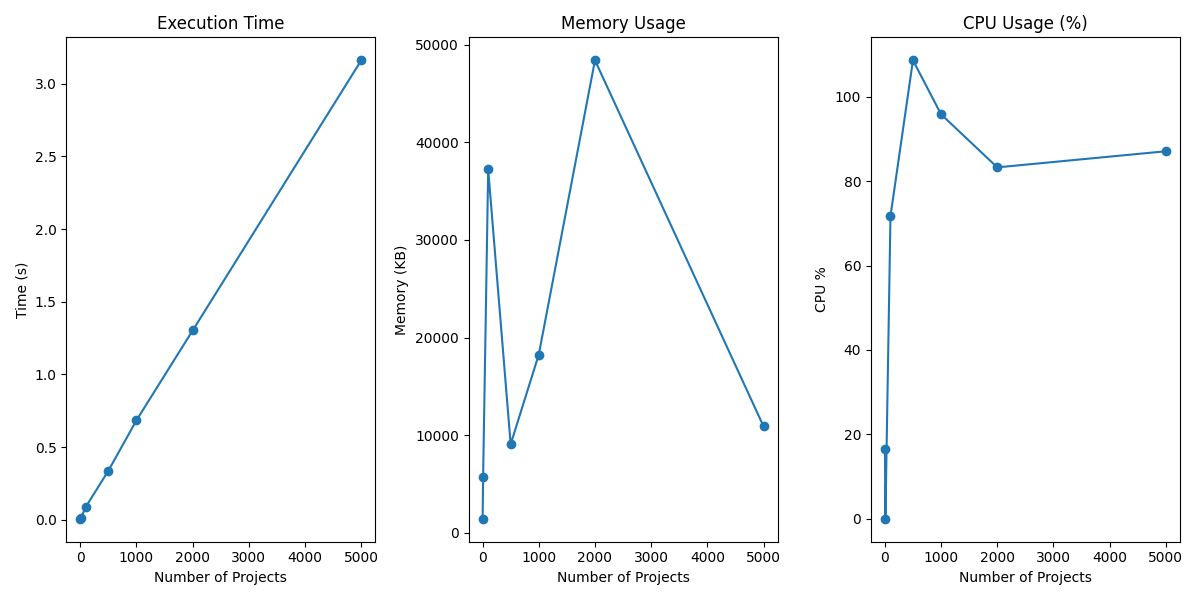 Execution Time
Time (s)
3.0
2.5
2.0
1.5
1.0
0.5
0.0
0 1000 2000 3000 4000 5000
Number of Projects
Memory Usage
Memory (KB)
50000
40000
30000
20000
10000
0
0 1000 2000 3000 4000 5000
Number of Projects
CPU Usage (%)
CPU %
100
80
60
40
20
0
0 1000 2000 3000 4000 5000
Number of Projects